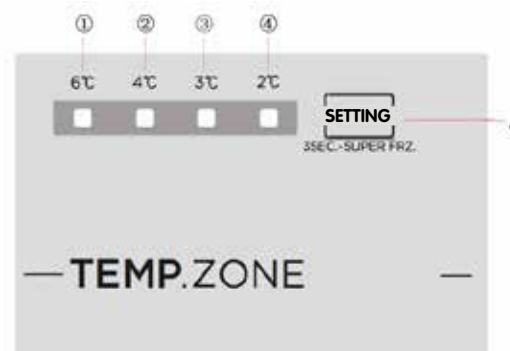 ① ② ③ ④
6℃ 4℃ 3℃ 2℃
SETTING
3SEC.-SUPER FRZ.
TEMP.ZONE